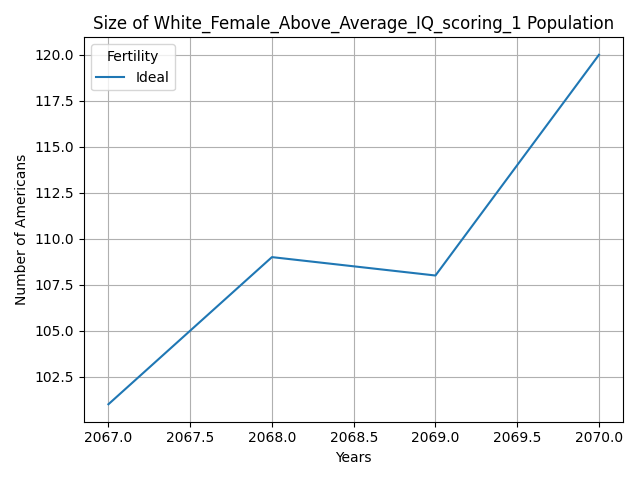 Size of White_Female_Above_Average_IQ_scoring_1 Population
Fertility
Ideal
120.0
117.5
115.0
112.5
110.0
107.5
105.0
102.5
Number of Americans
2067.0 2067.5 2068.0 2068.5 2069.0 2069.5 2070.0
Years